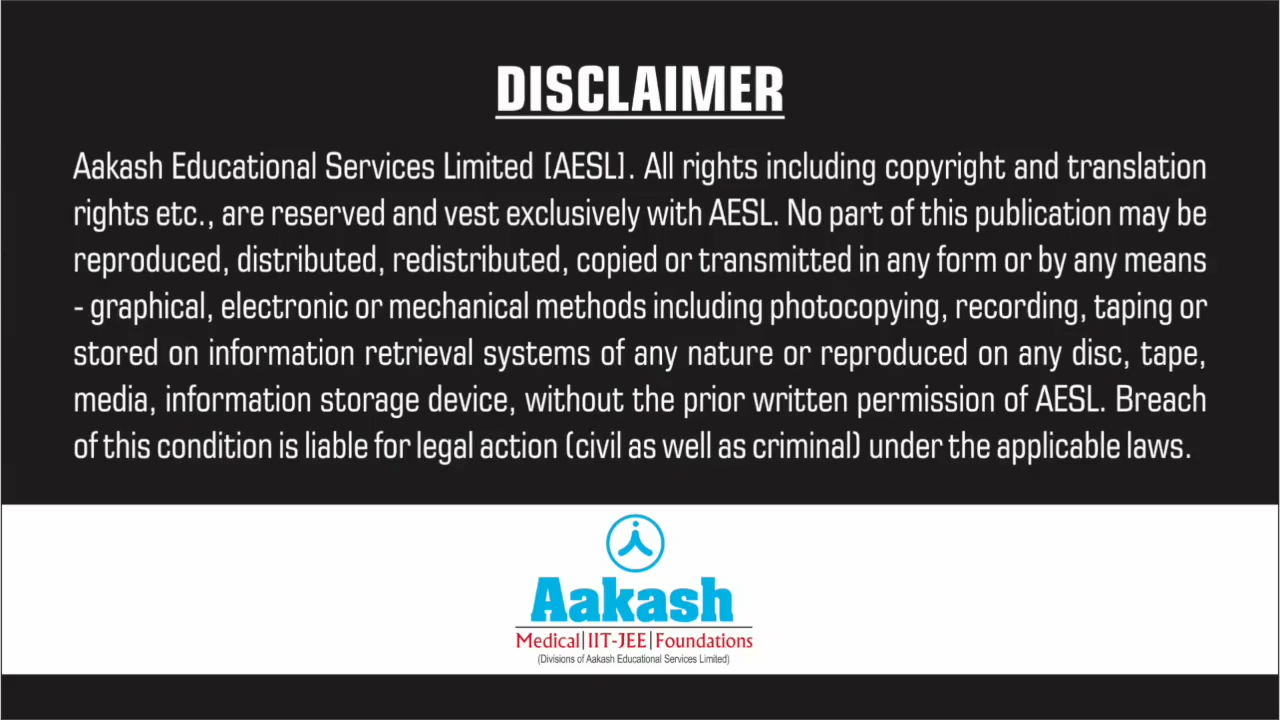 DISCLAIMER
Aakash Educational Services Limited [AESL]. All rights including copyright and translation
rights etc., are reserved and vest exclusively with AESL. No part of this publication may be
reproduced, distributed, redistributed, copied or transmitted in any form or by any means
- graphical, electronic or mechanical methods including photocopying, recording, taping or
stored on information retrieval systems of any nature or reproduced on any disc, tape,
media, information storage device, without the prior written permission of AESL. Breach
of this condition is liable for legal action (civil as well as criminal) under the applicable laws.
Aakash
Medical|IIT-JEE|Foundations
(Divisions of Aakash Educational Services Limited)